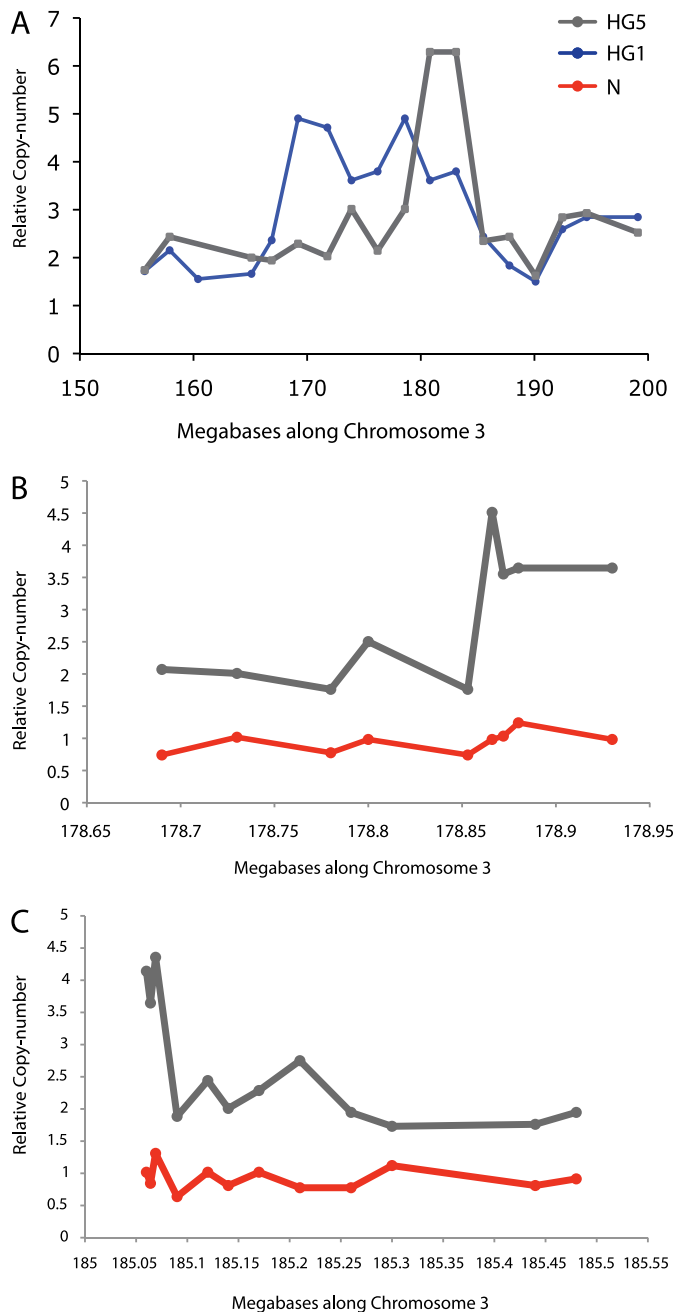 A
HG5
HG1
N
Relative Copy-number
7
6
5
4
3
2
1
0
150 160 170 180 190 200
Megabases along Chromosome 3
B
Relative Copy-number
5
4.5
4
3.5
3
2.5
2
1.5
1
0.5
0
178.65 178.7 178.75 178.8 178.85 178.9 178.95
Megabases along Chromosome 3
C
Relative Copy-number
5
4.5
4
3.5
3
2.5
2
1.5
1
0.5
0
185 185.05 185.1 185.15 185.2 185.25 185.3 185.35 185.4 185.45 185.5 185.55
Megabases along Chromosome 3